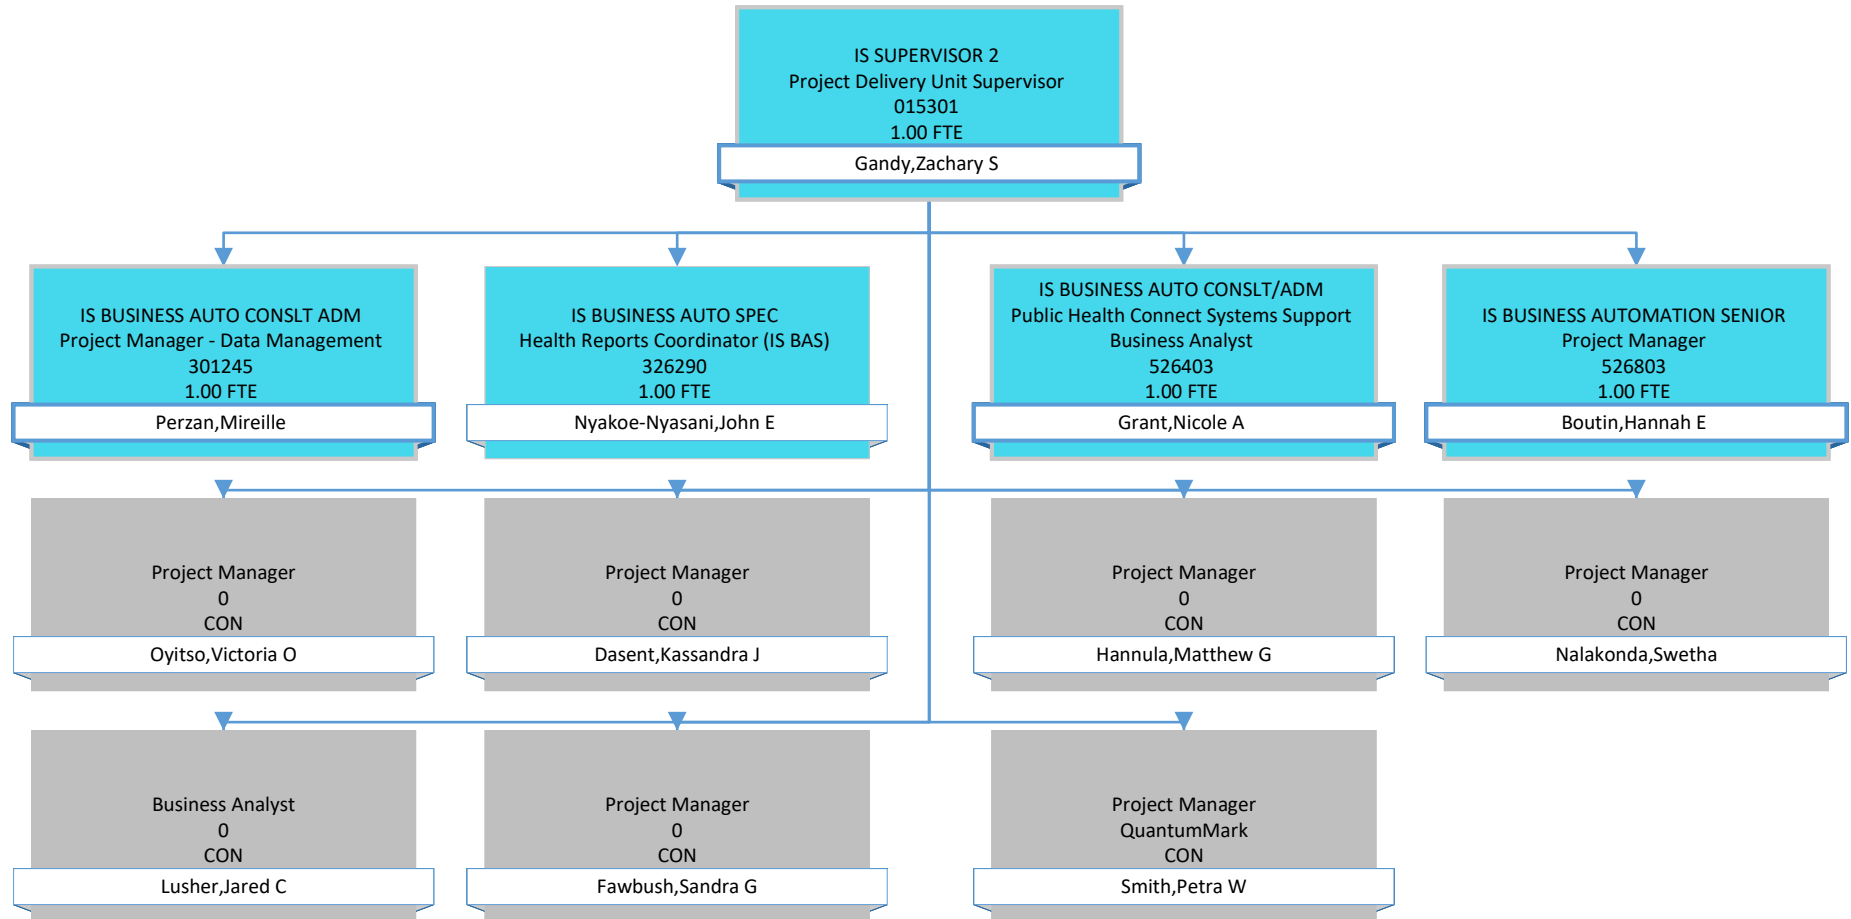 IS SUPERVISOR 2
Project Delivery Unit Supervisor
015301
1.00 FTE
Gandy,Zachary S
IS BUSINESS AUTO CONSLT ADM
Project Manager - Data Management
301245
1.00 FTE
Perzan,Mireille
IS BUSINESS AUTO SPEC
Health Reports Coordinator (IS BAS)
326290
1.00 FTE
Nyakoe-Nyasani,John E
IS BUSINESS AUTO CONSLT/ADM
Public Health Connect Systems Support
Business Analyst
526403
1.00 FTE
Grant,Nicole A
IS BUSINESS AUTOMATION SENIOR
Project Manager
526803
1.00 FTE
Boutin,Hannah E
Project Manager
0
CON
Oyitso,Victoria O
Project Manager
0
CON
Dasent,Kassandra J
Project Manager
0
CON
Hannula,Matthew G
Project Manager
0
CON
Nalakonda,Swetha
Business Analyst
0
CON
Lusher,Jared C
Project Manager
0
CON
Fawbush,Sandra G
Project Manager
QuantumMark
CON
Smith,Petra W